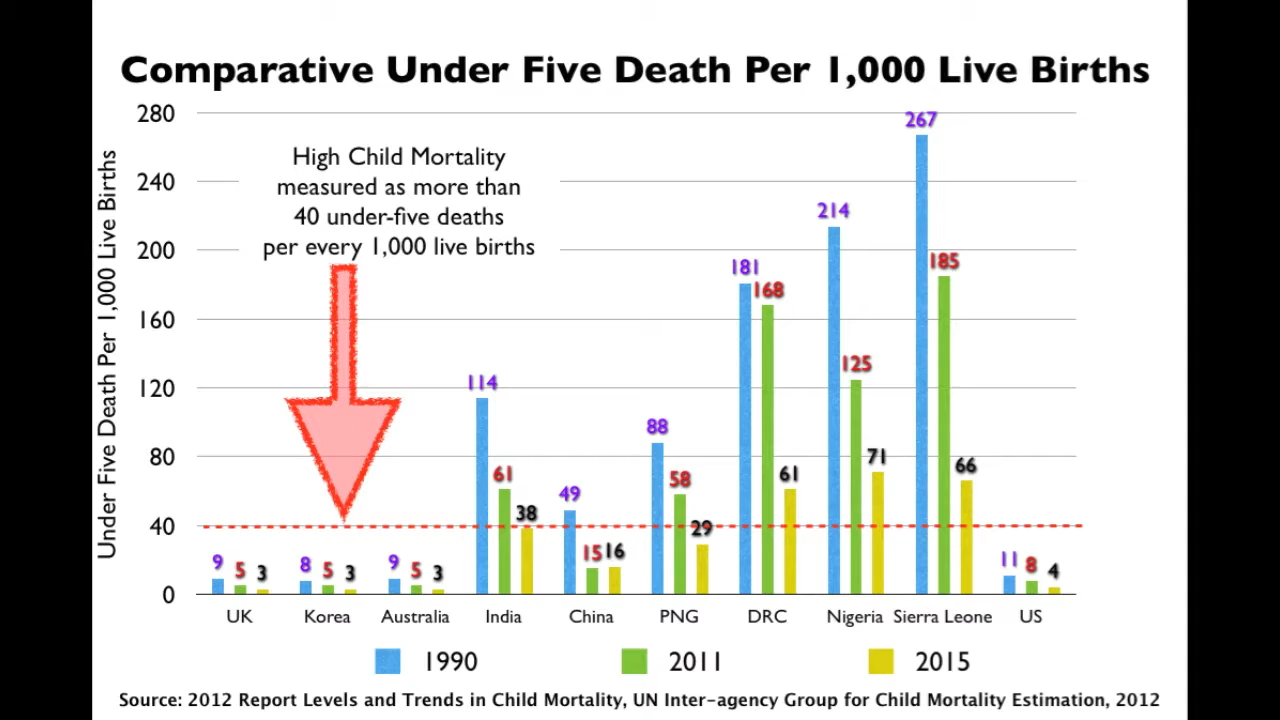 Comparative Under Five Death Per 1,000 Live Births
Under Five Death Per 1,000 Live Births
280
240
200
160
120
80
40
0
High Child Mortality
measured as more than
40 under-five deaths
per every 1,000 live births
9 5 3
8 5 3
9 5 3
114 61 38
49 15 16
88 58 29
181 168 61
214 125 71
267 185 66
11 8 4
UK Korea Australia India China PNG DRC Nigeria Sierra Leone US
1990 2011 2015
Source: 2012 Report Levels and Trends in Child Mortality, UN Inter-agency Group for Child Mortality Estimation, 2012